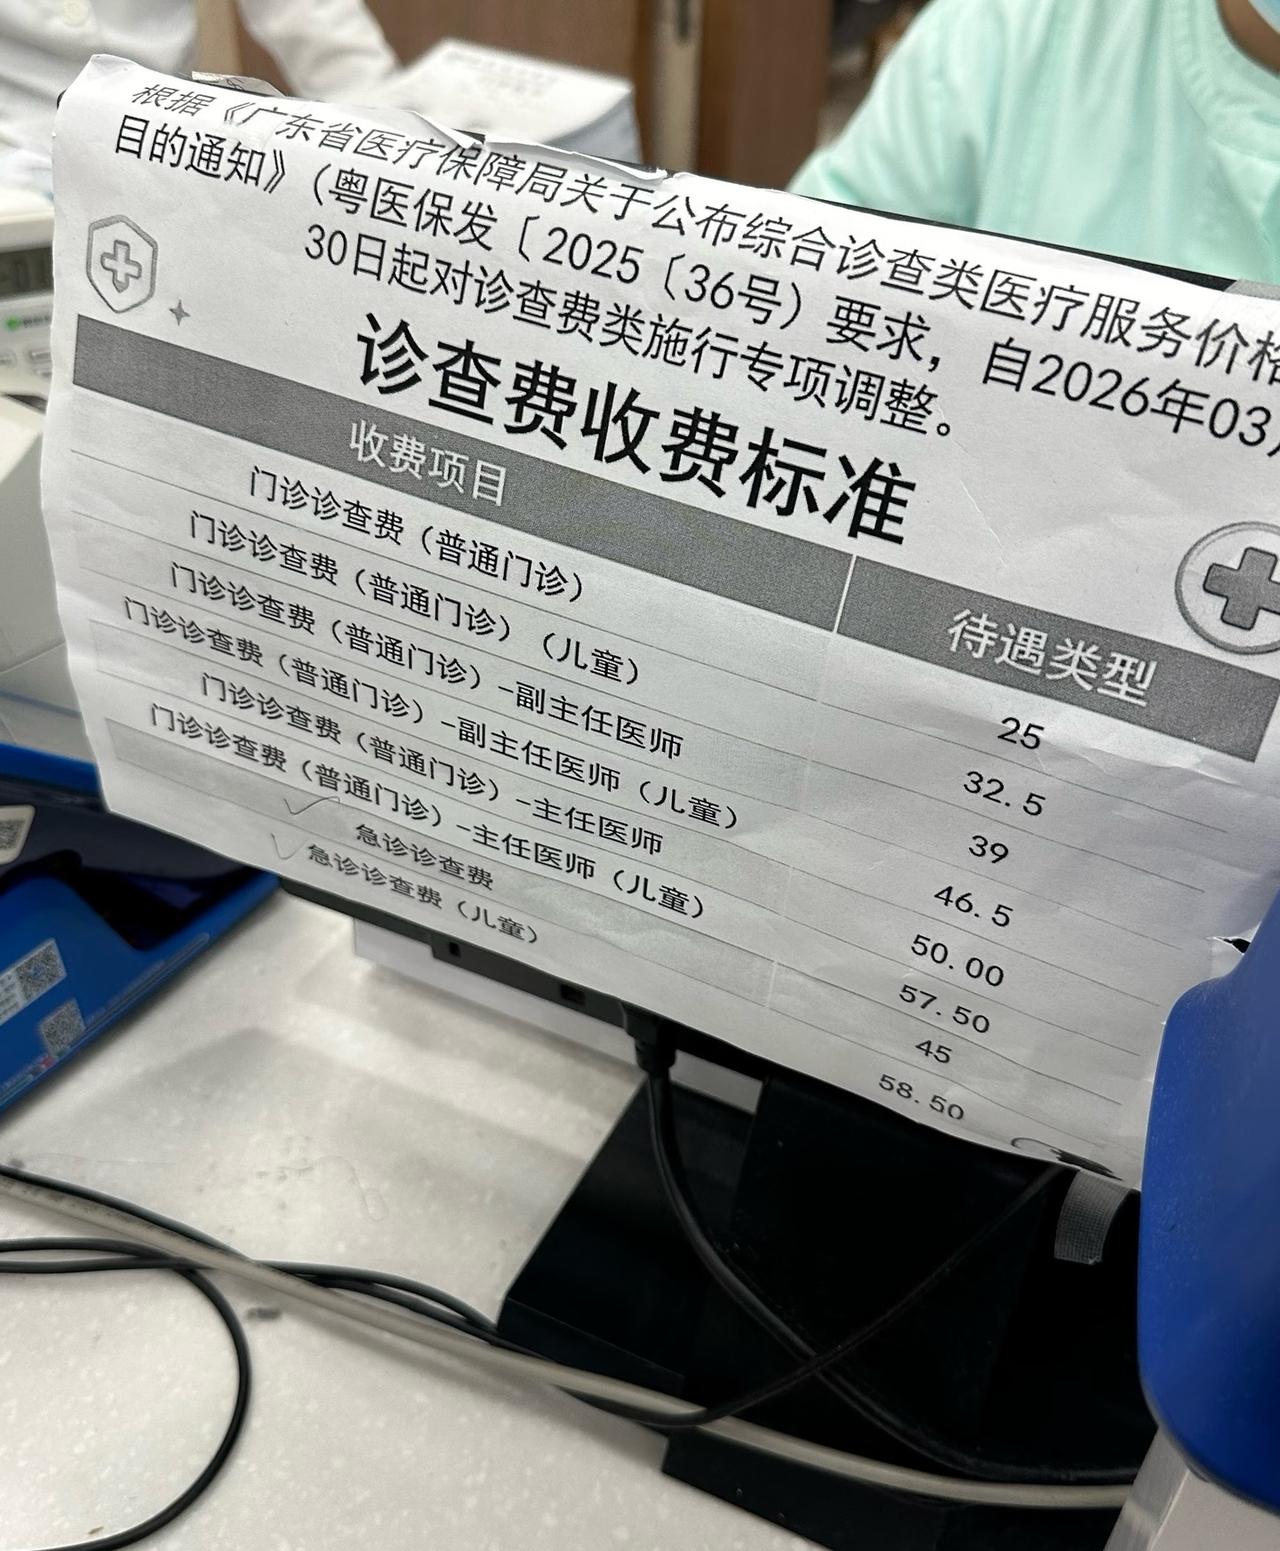 根据《广东省医疗保障局关于公布综合诊查类医疗服务价格
目的通知》（粤医保发〔2025〔36号）要求，自2026年03月
30日起对诊查费类施行专项调整。
诊查费收费标准
收费项目 待遇类型
门诊诊查费（普通门诊） 25
门诊诊查费（普通门诊）（儿童） 32.5
门诊诊查费（普通门诊）-副主任医师 39
门诊诊查费（普通门诊）-副主任医师（儿童） 46.5
门诊诊查费（普通门诊）-主任医师 50.00
门诊诊查费（普通门诊）-主任医师（儿童） 57.50
急诊诊查费 45
急诊诊查费（儿童） 58.50